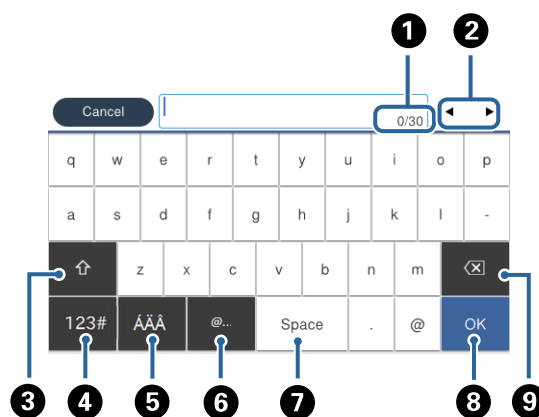 1 2
Cancel 0/30
q w e r t y u i o p
a s d f g h j k l -
z x c v b n m
123# ÁÄÂ @... Space . @ OK
3 4 5 6 7 8 9